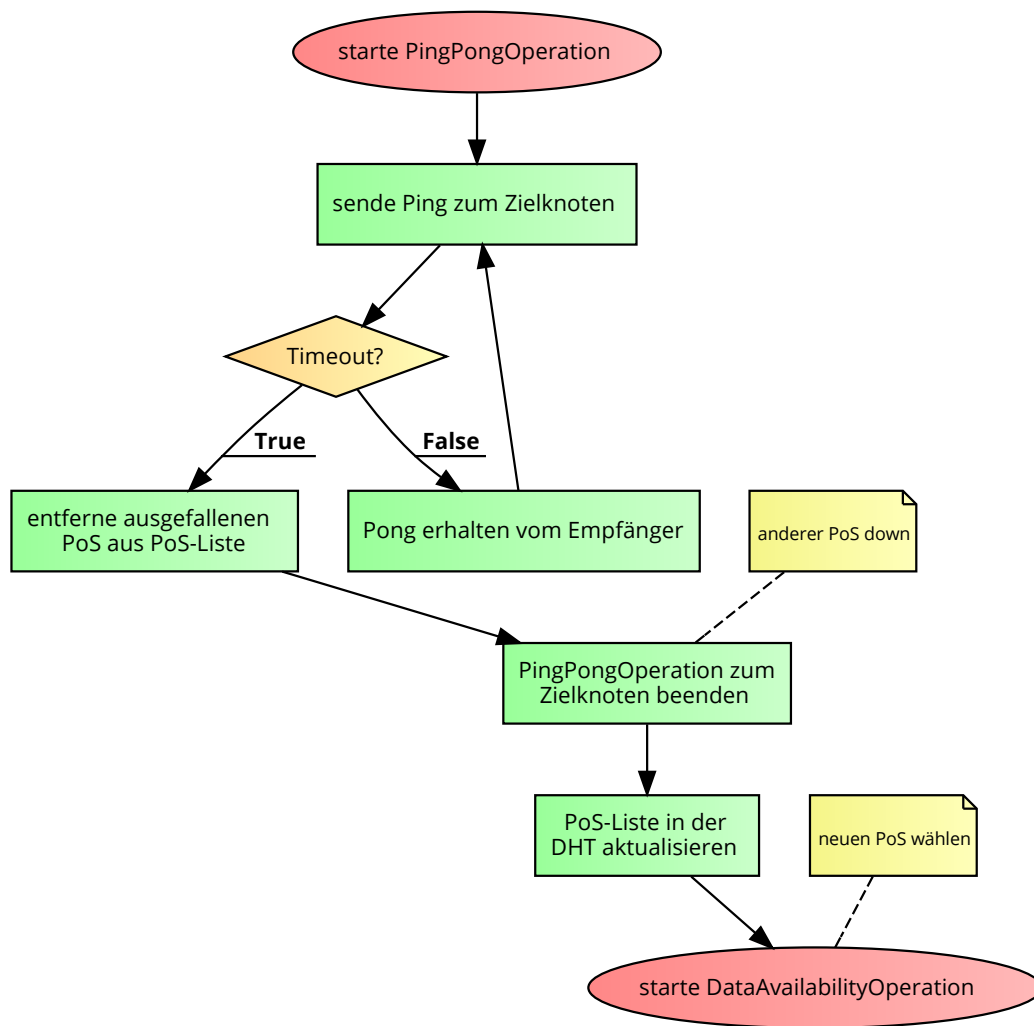 starte PingPongOperation
sende Ping zum Zielknoten
Timeout?
True
False
entferne ausgefallenen
PoS aus PoS-Liste
Pong erhalten vom Empfänger
anderer PoS down
PingPongOperation zum
Zielknoten beenden
PoS-Liste in der
DHT aktualisieren
neuen PoS wählen
starte DataAvailabilityOperation